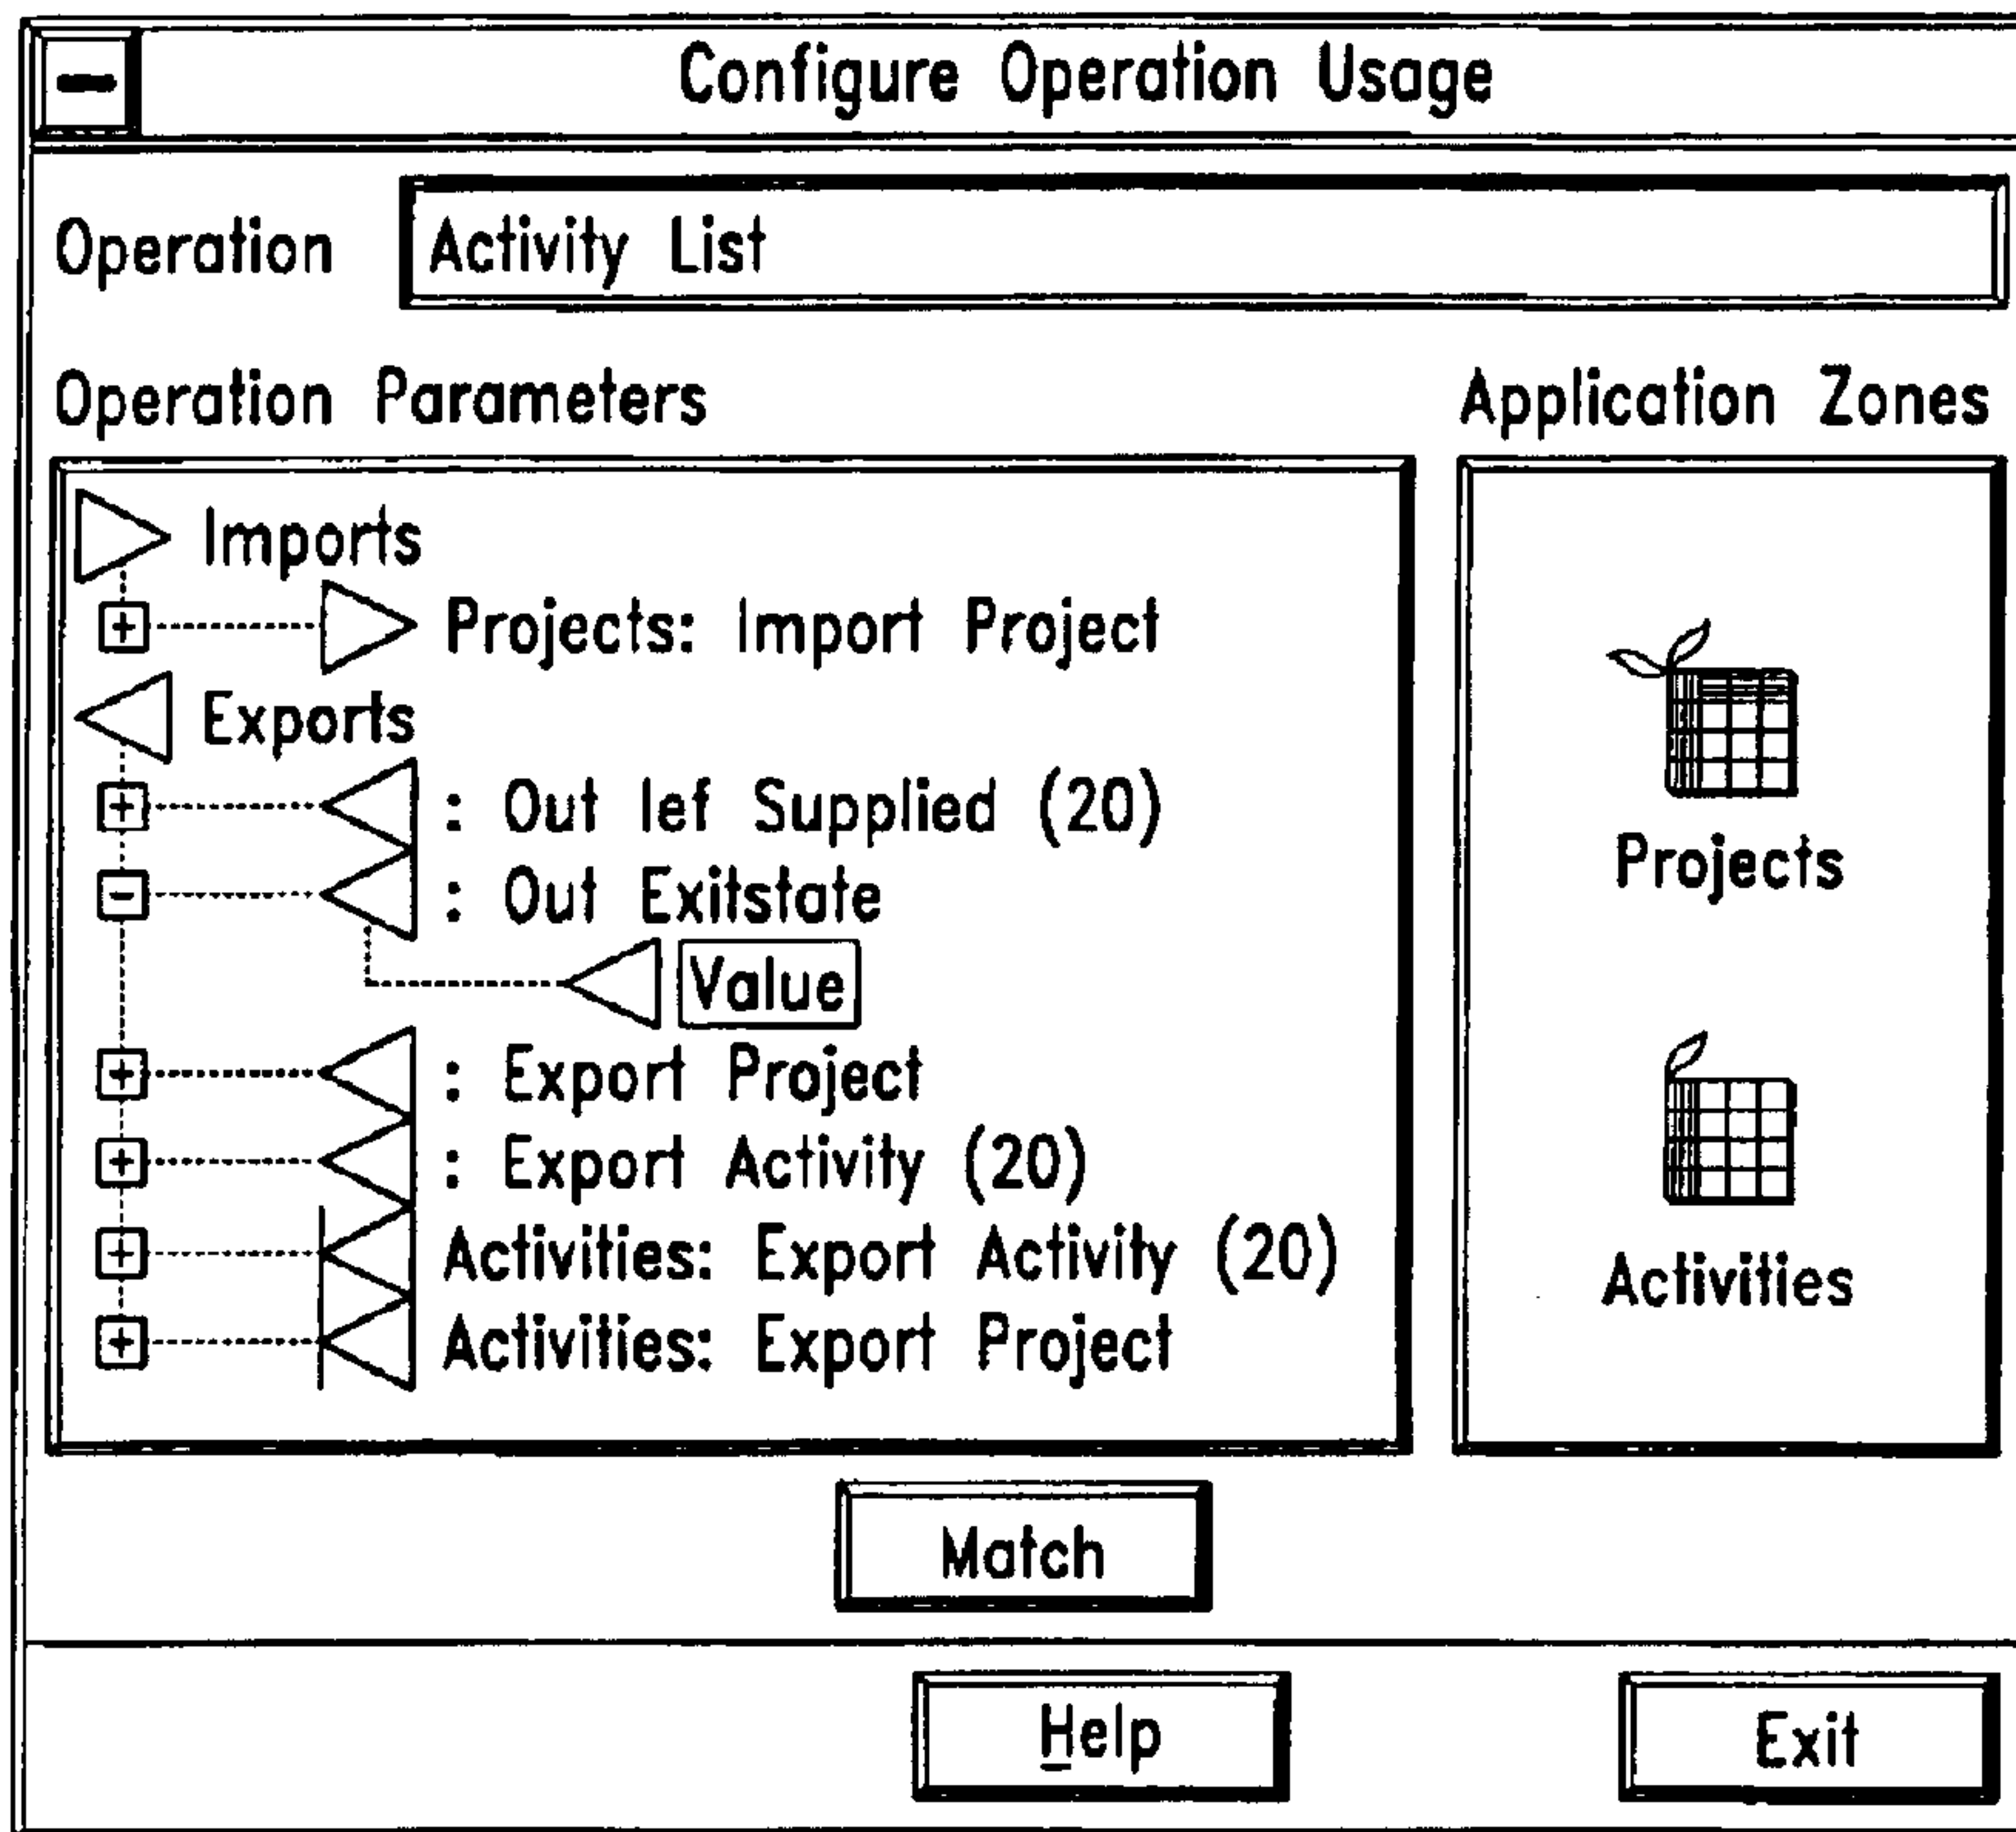 Configure Operation Usage
Operation Activity List
Operation Parameters
Imports
Projects: Import Project
Exports
: Out Ief Supplied (20)
: Out Exitstate
Value
: Export Project
: Export Activity (20)
Activities: Export Activity (20)
Activities: Export Project
Application Zones
Projects
Activities
Match
Help
Exit